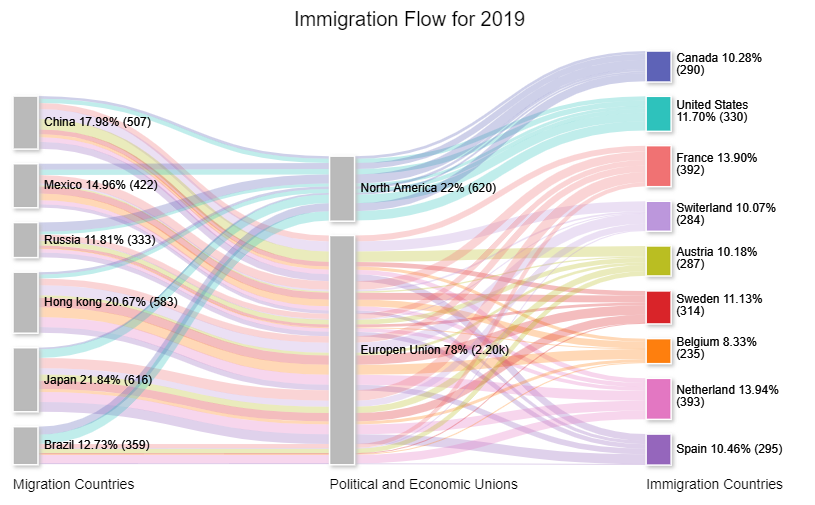 Immigration Flow for 2019
China 17.98% (507)
Mexico 14.96% (422)
Russia 11.81% (333)
Hong kong 20.67% (583)
Japan 21.84% (616)
Brazil 12.73% (359)
North America 22% (620)
Europen Union 78% (2.20k)
Canada 10.28%
(290)
United States
11.70% (330)
France 13.90%
(392)
Switerland 10.07%
(284)
Austria 10.18%
(287)
Sweden 11.13%
(314)
Belgium 8.33%
(235)
Netherland 13.94%
(393)
Spain 10.46% (295)
Migration Countries
Political and Economic Unions
Immigration Countries